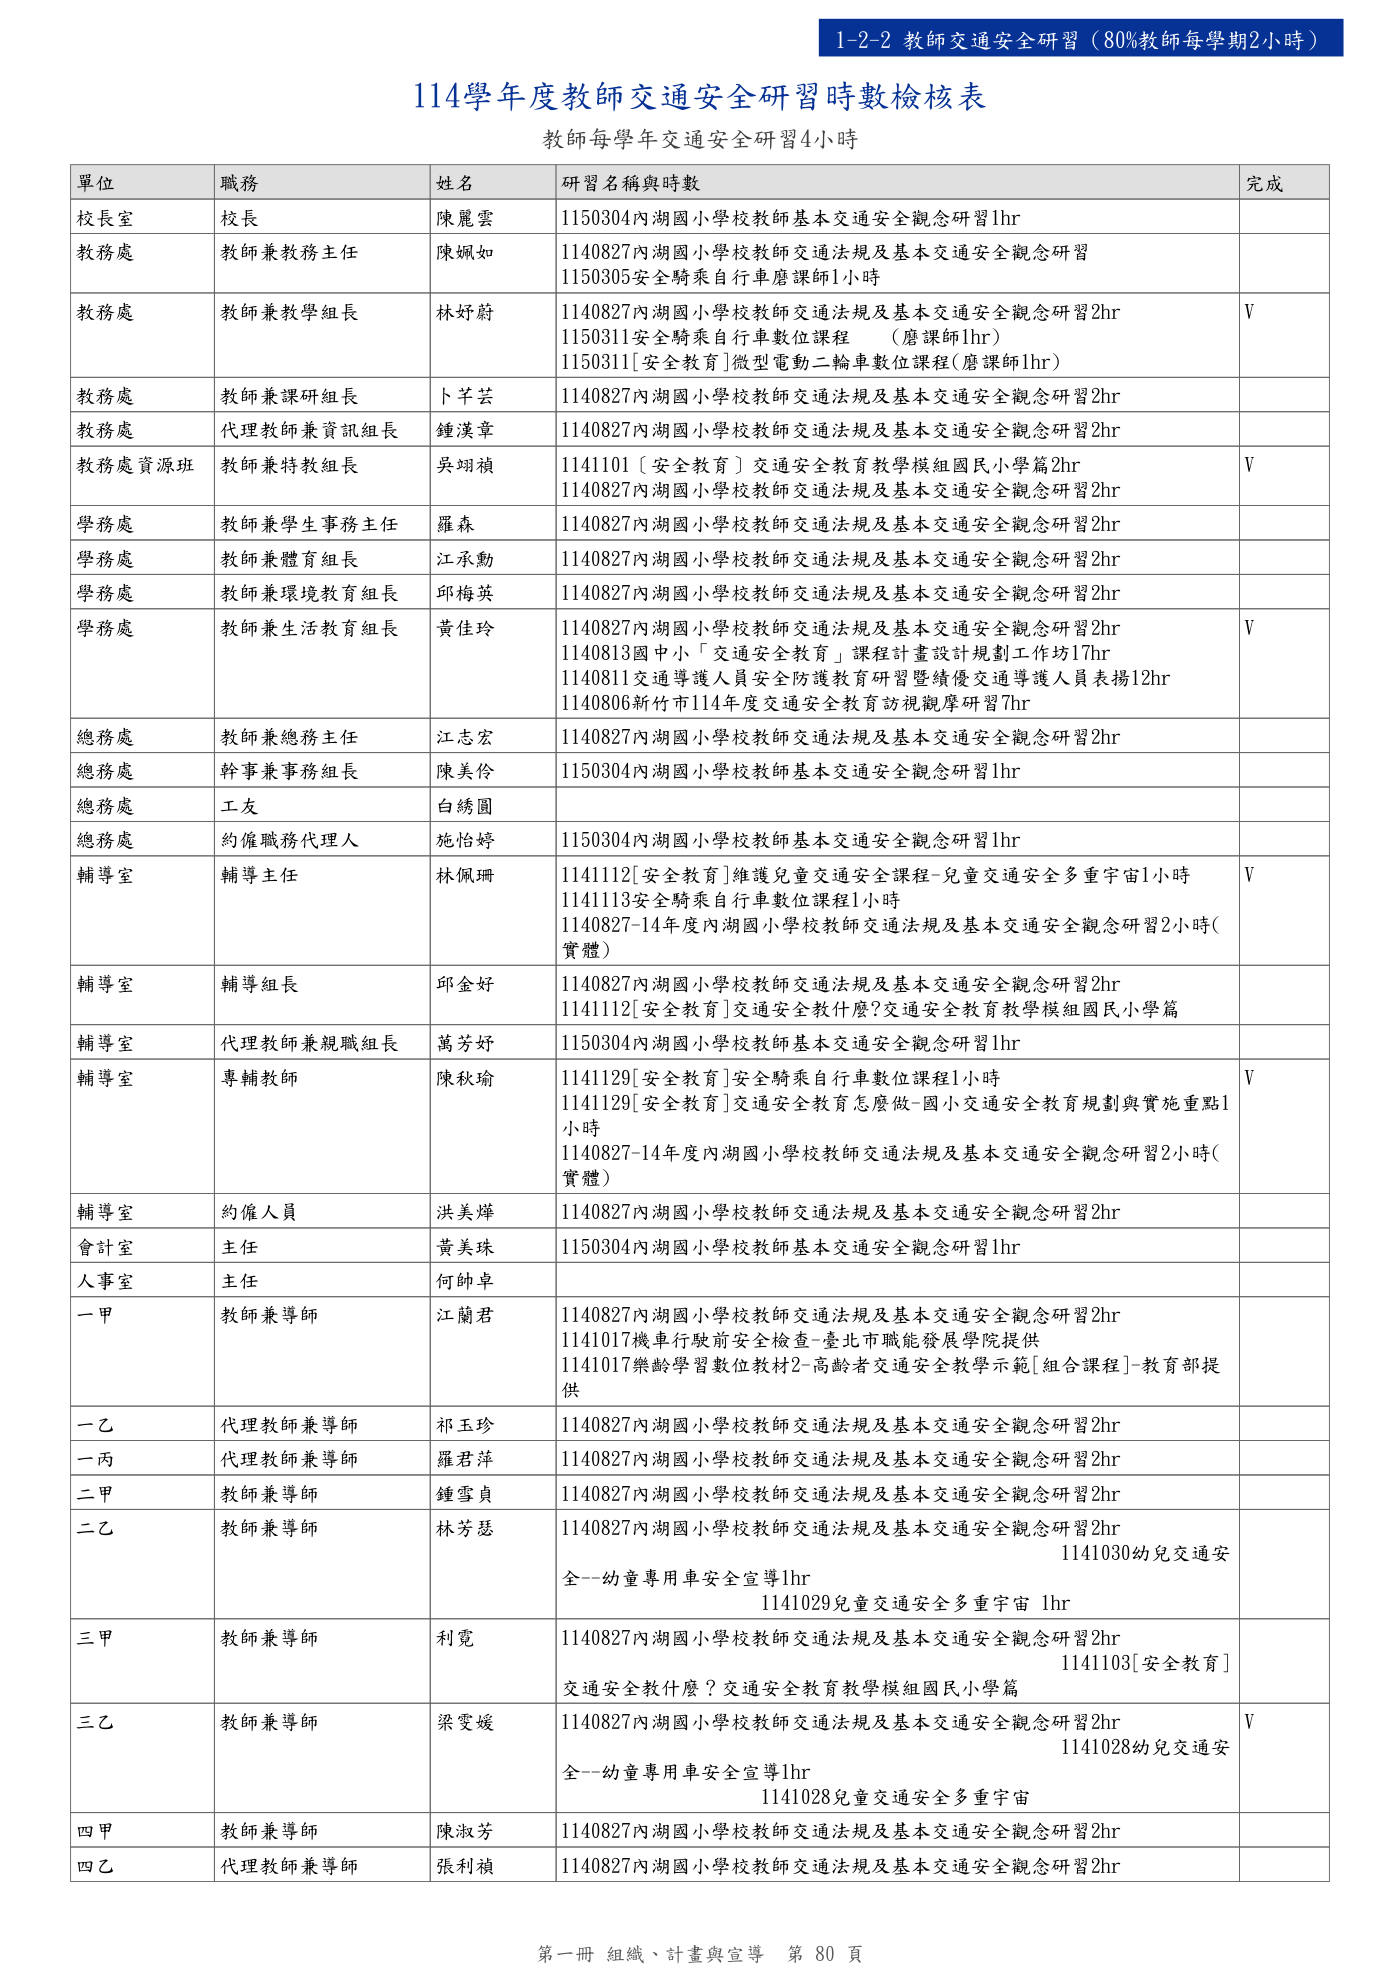 1-2-2 教師交通安全研習（80%教師每學期2小時）
114學年度教師交通安全研習時數檢核表
教師每學年交通安全研習4小時
單位 職務 姓名 研習名稱與時數 完成
校長室 校長 陳麗雲 1150304內湖國小學校教師基本交通安全觀念研習1hr
教務處 教師兼教務主任 陳姵如 1140827內湖國小學校教師交通法規及基本交通安全觀念研習
1150305安全騎乘自行車磨課師1小時
教務處 教師兼教學組長 林妤蔚 1140827內湖國小學校教師交通法規及基本交通安全觀念研習2hr V
1150311安全騎乘自行車數位課程　　（磨課師1hr）
1150311[安全教育]微型電動二輪車數位課程(磨課師1hr)
教務處 教師兼課研組長 卜芊芸 1140827內湖國小學校教師交通法規及基本交通安全觀念研習2hr
教務處 代理教師兼資訊組長 鍾漢章 1140827內湖國小學校教師交通法規及基本交通安全觀念研習2hr
教務處資源班 教師兼特教組長 吳翊禎 1141101〔安全教育〕交通安全教育教學模組國民小學篇2hr V
1140827內湖國小學校教師交通法規及基本交通安全觀念研習2hr
學務處 教師兼學生事務主任 羅森 1140827內湖國小學校教師交通法規及基本交通安全觀念研習2hr
學務處 教師兼體育組長 江承勳 1140827內湖國小學校教師交通法規及基本交通安全觀念研習2hr
學務處 教師兼環境教育組長 邱梅英 1140827內湖國小學校教師交通法規及基本交通安全觀念研習2hr
學務處 教師兼生活教育組長 黃佳玲 1140827內湖國小學校教師交通法規及基本交通安全觀念研習2hr V
1140813國中小「交通安全教育」課程計畫設計規劃工作坊17hr
1140811交通導護人員安全防護教育研習暨績優交通導護人員表揚12hr
1140806新竹市114年度交通安全教育訪視觀摩研習7hr
總務處 教師兼總務主任 江志宏 1140827內湖國小學校教師交通法規及基本交通安全觀念研習2hr
總務處 幹事兼事務組長 陳美伶 1150304內湖國小學校教師基本交通安全觀念研習1hr
總務處 工友 白綉圓
總務處 約僱職務代理人 施怡婷 1150304內湖國小學校教師基本交通安全觀念研習1hr
輔導室 輔導主任 林佩珊 1141112[安全教育]維護兒童交通安全課程-兒童交通安全多重宇宙1小時 V
1141113安全騎乘自行車數位課程1小時
1140827-14年度內湖國小學校教師交通法規及基本交通安全觀念研習2小時(
實體)
輔導室 輔導組長 邱金好 1140827內湖國小學校教師交通法規及基本交通安全觀念研習2hr
1141112[安全教育]交通安全教什麼?交通安全教育教學模組國民小學篇
輔導室 代理教師兼親職組長 萬芳妤 1150304內湖國小學校教師基本交通安全觀念研習1hr
輔導室 專輔教師 陳秋瑜 1141129[安全教育]安全騎乘自行車數位課程1小時 V
1141129[安全教育]交通安全教育怎麼做-國小交通安全教育規劃與實施重點1
小時
1140827-14年度內湖國小學校教師交通法規及基本交通安全觀念研習2小時(
實體)
輔導室 約僱人員 洪美燁 1140827內湖國小學校教師交通法規及基本交通安全觀念研習2hr
會計室 主任 黃美珠 1150304內湖國小學校教師基本交通安全觀念研習1hr
人事室 主任 何帥卓
一甲 教師兼導師 江蘭君 1140827內湖國小學校教師交通法規及基本交通安全觀念研習2hr
1141017機車行駛前安全檢查-臺北市職能發展學院提供
1141017樂齡學習數位教材2-高齡者交通安全教學示範[組合課程]-教育部提
供
一乙 代理教師兼導師 祁玉珍 1140827內湖國小學校教師交通法規及基本交通安全觀念研習2hr
一丙 代理教師兼導師 羅君萍 1140827內湖國小學校教師交通法規及基本交通安全觀念研習2hr
二甲 教師兼導師 鍾雪貞 1140827內湖國小學校教師交通法規及基本交通安全觀念研習2hr
二乙 教師兼導師 林芳瑟 1140827內湖國小學校教師交通法規及基本交通安全觀念研習2hr
1141030幼兒交通安
全--幼童專用車安全宣導1hr
1141029兒童交通安全多重宇宙 1hr
三甲 教師兼導師 利霓 1140827內湖國小學校教師交通法規及基本交通安全觀念研習2hr
1141103[安全教育]
交通安全教什麼？交通安全教育教學模組國民小學篇
三乙 教師兼導師 梁雯媛 1140827內湖國小學校教師交通法規及基本交通安全觀念研習2hr V
1141028幼兒交通安
全--幼童專用車安全宣導1hr
1141028兒童交通安全多重宇宙
四甲 教師兼導師 陳淑芳 1140827內湖國小學校教師交通法規及基本交通安全觀念研習2hr
四乙 代理教師兼導師 張利禎 1140827內湖國小學校教師交通法規及基本交通安全觀念研習2hr
第一冊 組織、計畫與宣導　第 80 頁